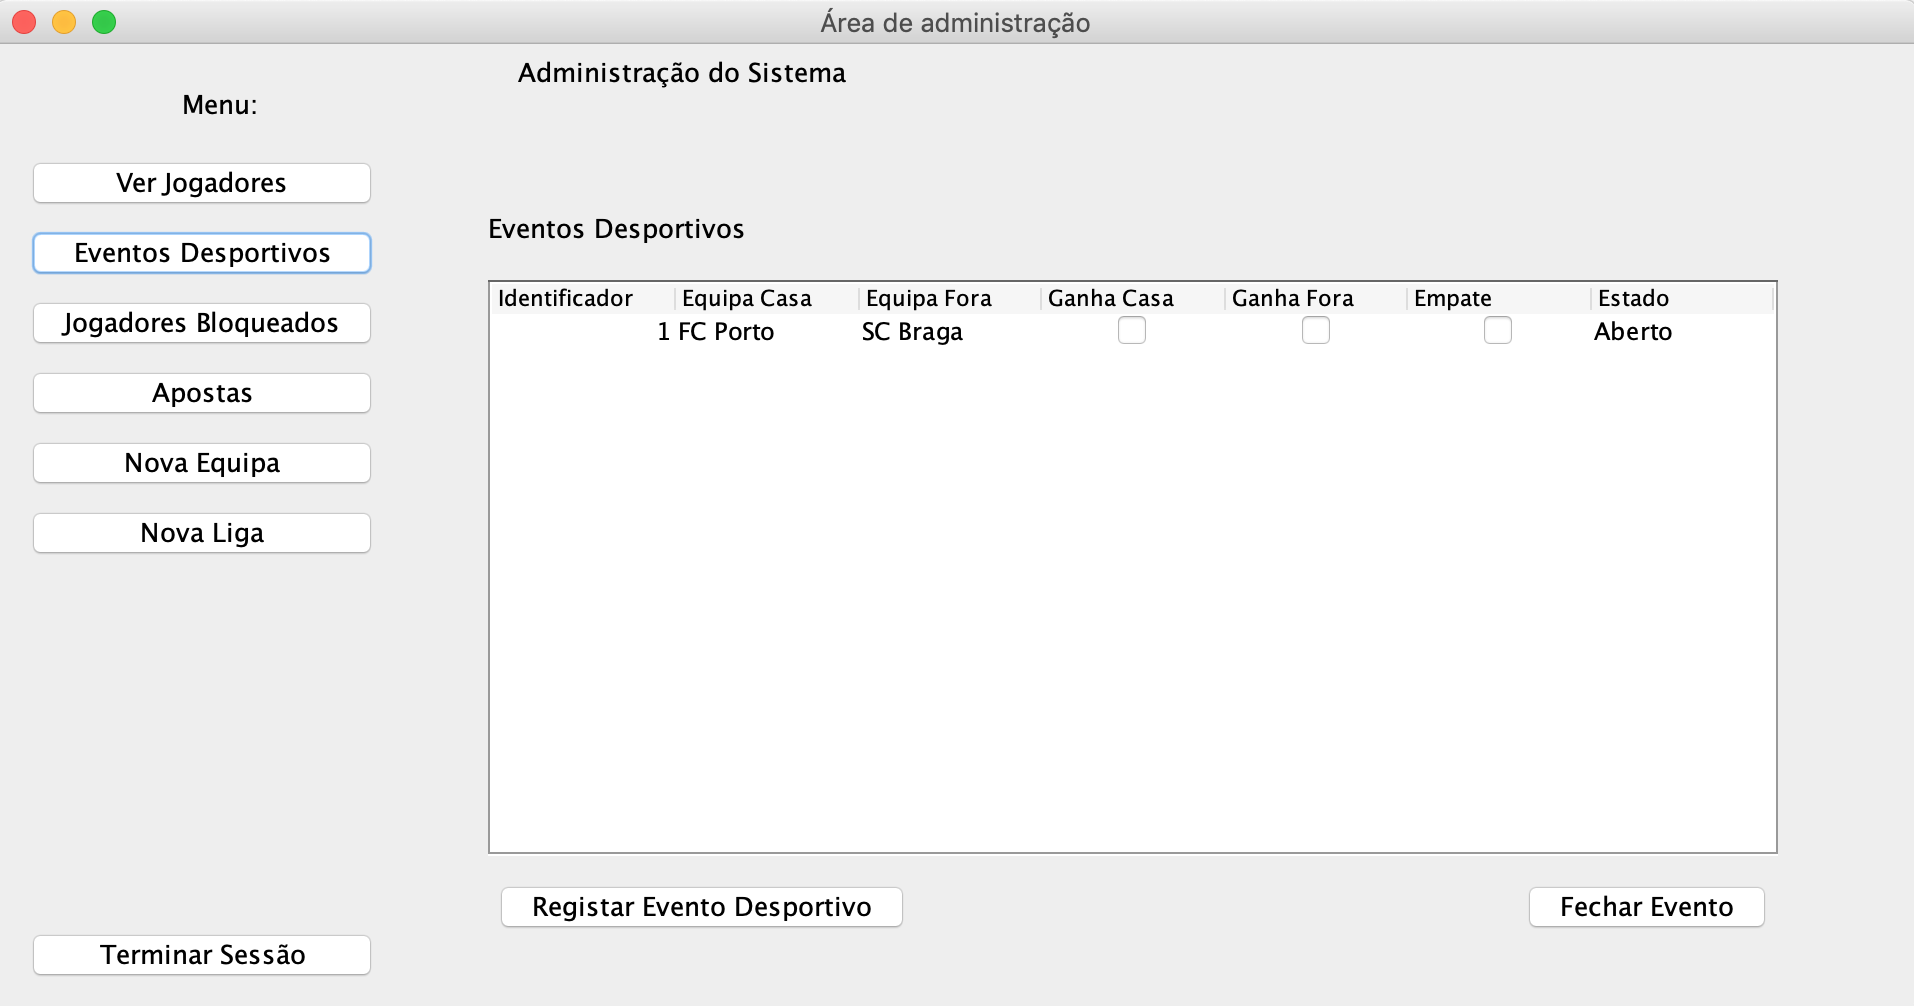 Área de administração
Administração do Sistema
Menu:
Ver Jogadores
Eventos Desportivos
Jogadores Bloqueados
Apostas
Nova Equipa
Nova Liga
Terminar Sessão
Eventos Desportivos
Identificador Equipa Casa Equipa Fora Ganha Casa Ganha Fora Empate Estado
1 FC Porto SC Braga Aberto
Registar Evento Desportivo Fechar Evento